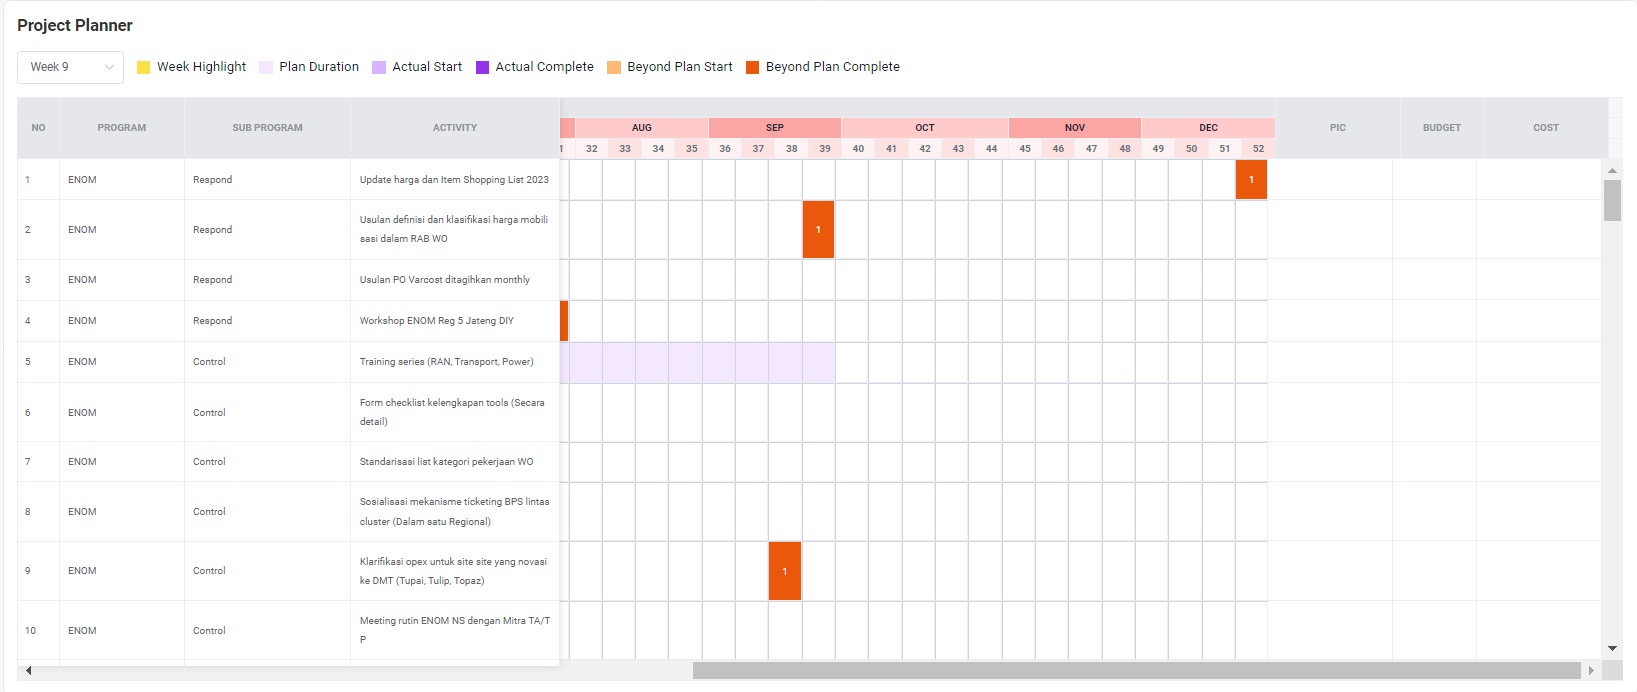 Project Planner
Week 9 Week Highlight Plan Duration Actual Start Actual Complete Beyond Plan Start Beyond Plan Complete
NO PROGRAM SUB PROGRAM ACTIVITY AUG SEP OCT NOV DEC PIC BUDGET COST
1 32 33 34 35 36 37 38 39 40 41 42 43 44 45 46 47 48 49 50 51 52
1 ENOM Respond Update harga dan Item Shopping List 2023 1
Usulan definisi dan klasifikasi harga mobili
2 ENOM Respond 1
sasi dalam RAB WO
3 ENOM Respond Usulan PO Varcost ditagihkan monthly
4 ENOM Respond Workshop ENOM Reg 5 Jateng DIY
5 ENOM Control Training series (RAN, Transport, Power)
Form checklist kelengkapan tools (Secara
6 ENOM Control
detail)
7 ENOM Control Standarisasi list kategori pekerjaan WO
Sosialisasi mekanisme ticketing BPS lintas
8 ENOM Control
cluster (Dalam satu Regional)
Klarifikasi opex untuk site site yang novasi
9 ENOM Control 1
ke DMT (Tupai, Tulip, Topaz)
Meeting rutin ENOM NS dengan Mitra TA/T
10 ENOM Control
P